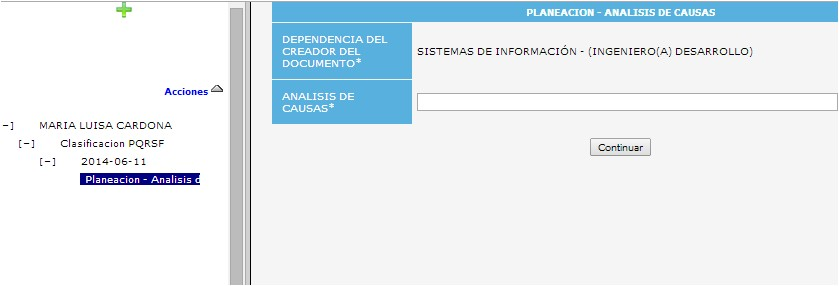 Acciones
−] MARIA LUISA CARDONA
[−] Clasificacion PQRSF
[−] 2014-06-11
Planeacion - Analisis
PLANEACION - ANALISIS DE CAUSAS
DEPENDENCIA DEL
CREADOR DEL
DOCUMENTO*
SISTEMAS DE INFORMACIÓN - (INGENIERO(A) DESARROLLO)
ANALISIS DE
CAUSAS*
Continuar